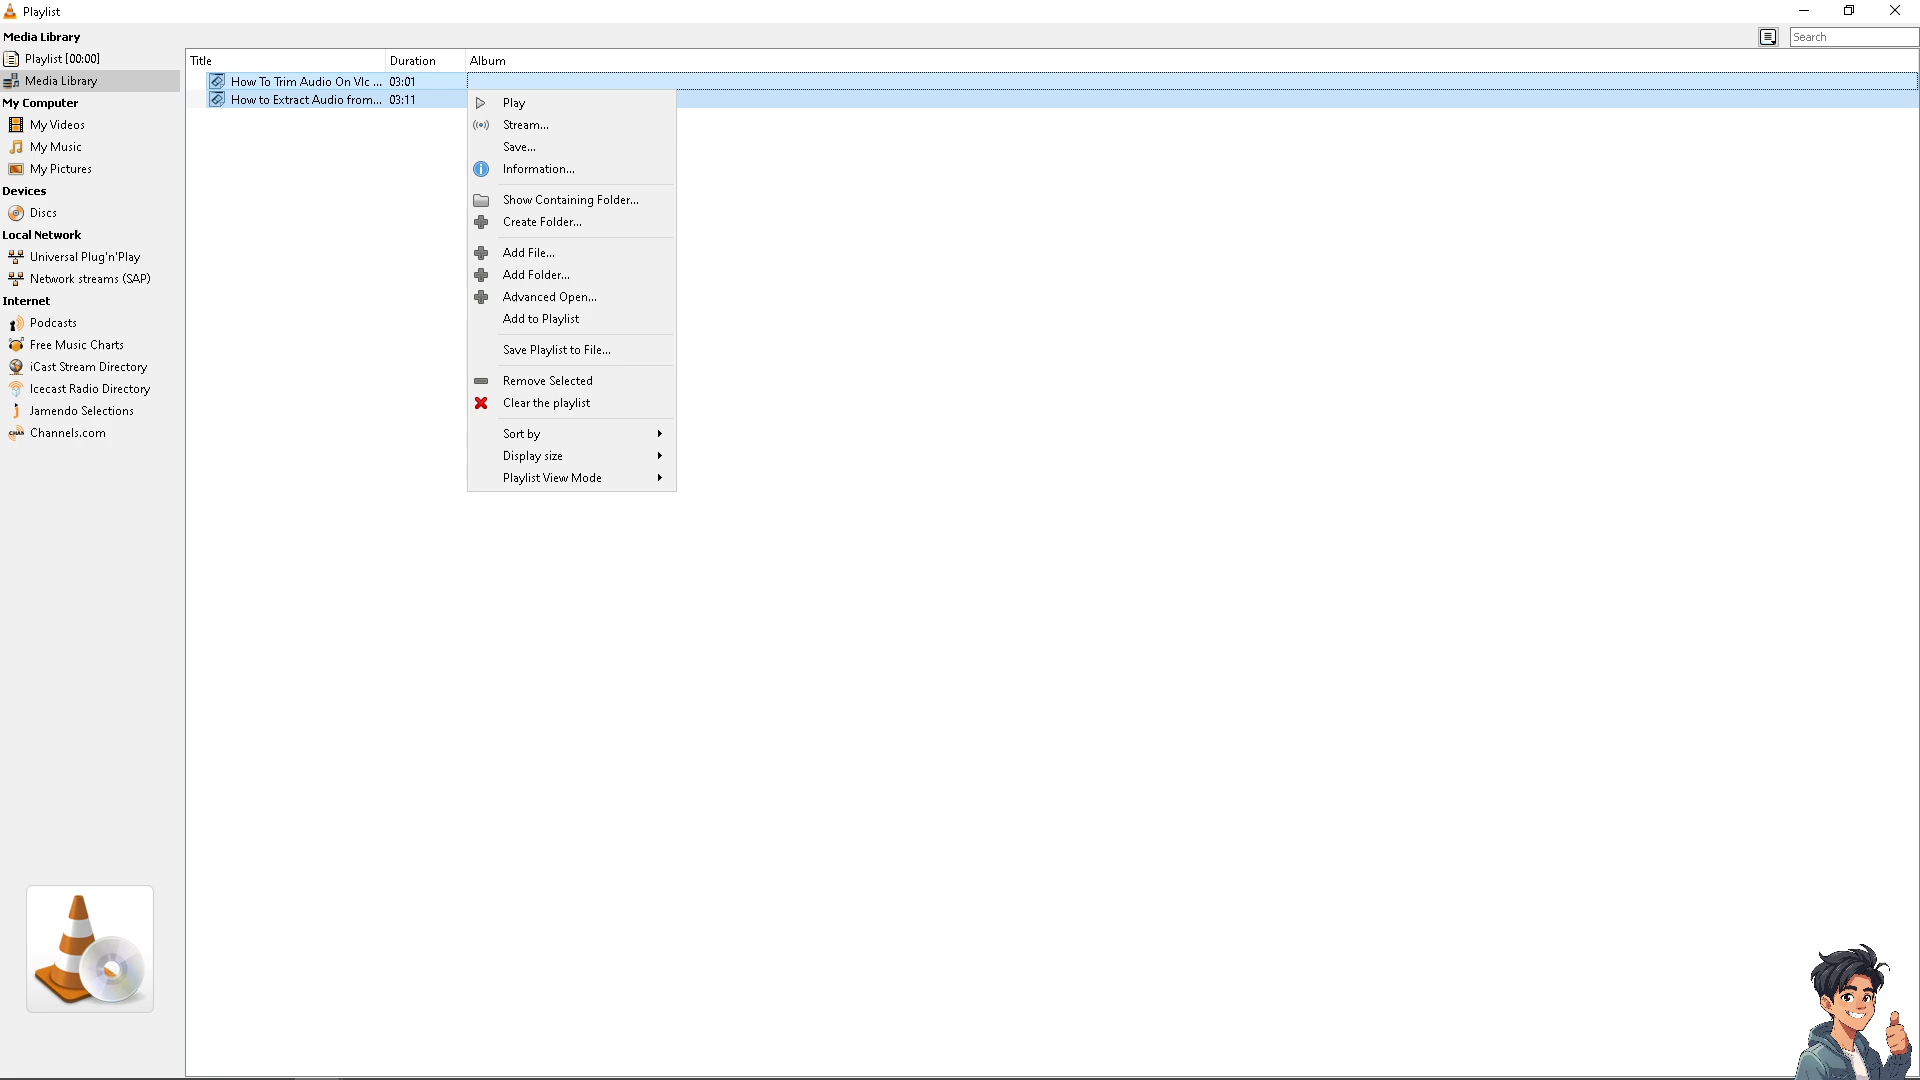 Playlist
Media Library
Playlist [00:00]
Media Library
My Computer
My Videos
My Music
My Pictures
Devices
Discs
Local Network
Universal Plug'n'Play
Network streams (SAP)
Internet
Podcasts
Free Music Charts
iCast Stream Directory
Icecast Radio Directory
Jamendo Selections
Channels.com
Search
Title Duration Album
How To Trim Audio On Vlc ... 03:01
How to Extract Audio from... 03:11
Play
Stream...
Save...
Information...
Show Containing Folder...
Create Folder...
Add File...
Add Folder...
Advanced Open...
Add to Playlist
Save Playlist to File...
Remove Selected
Clear the playlist
Sort by
Display size
Playlist View Mode